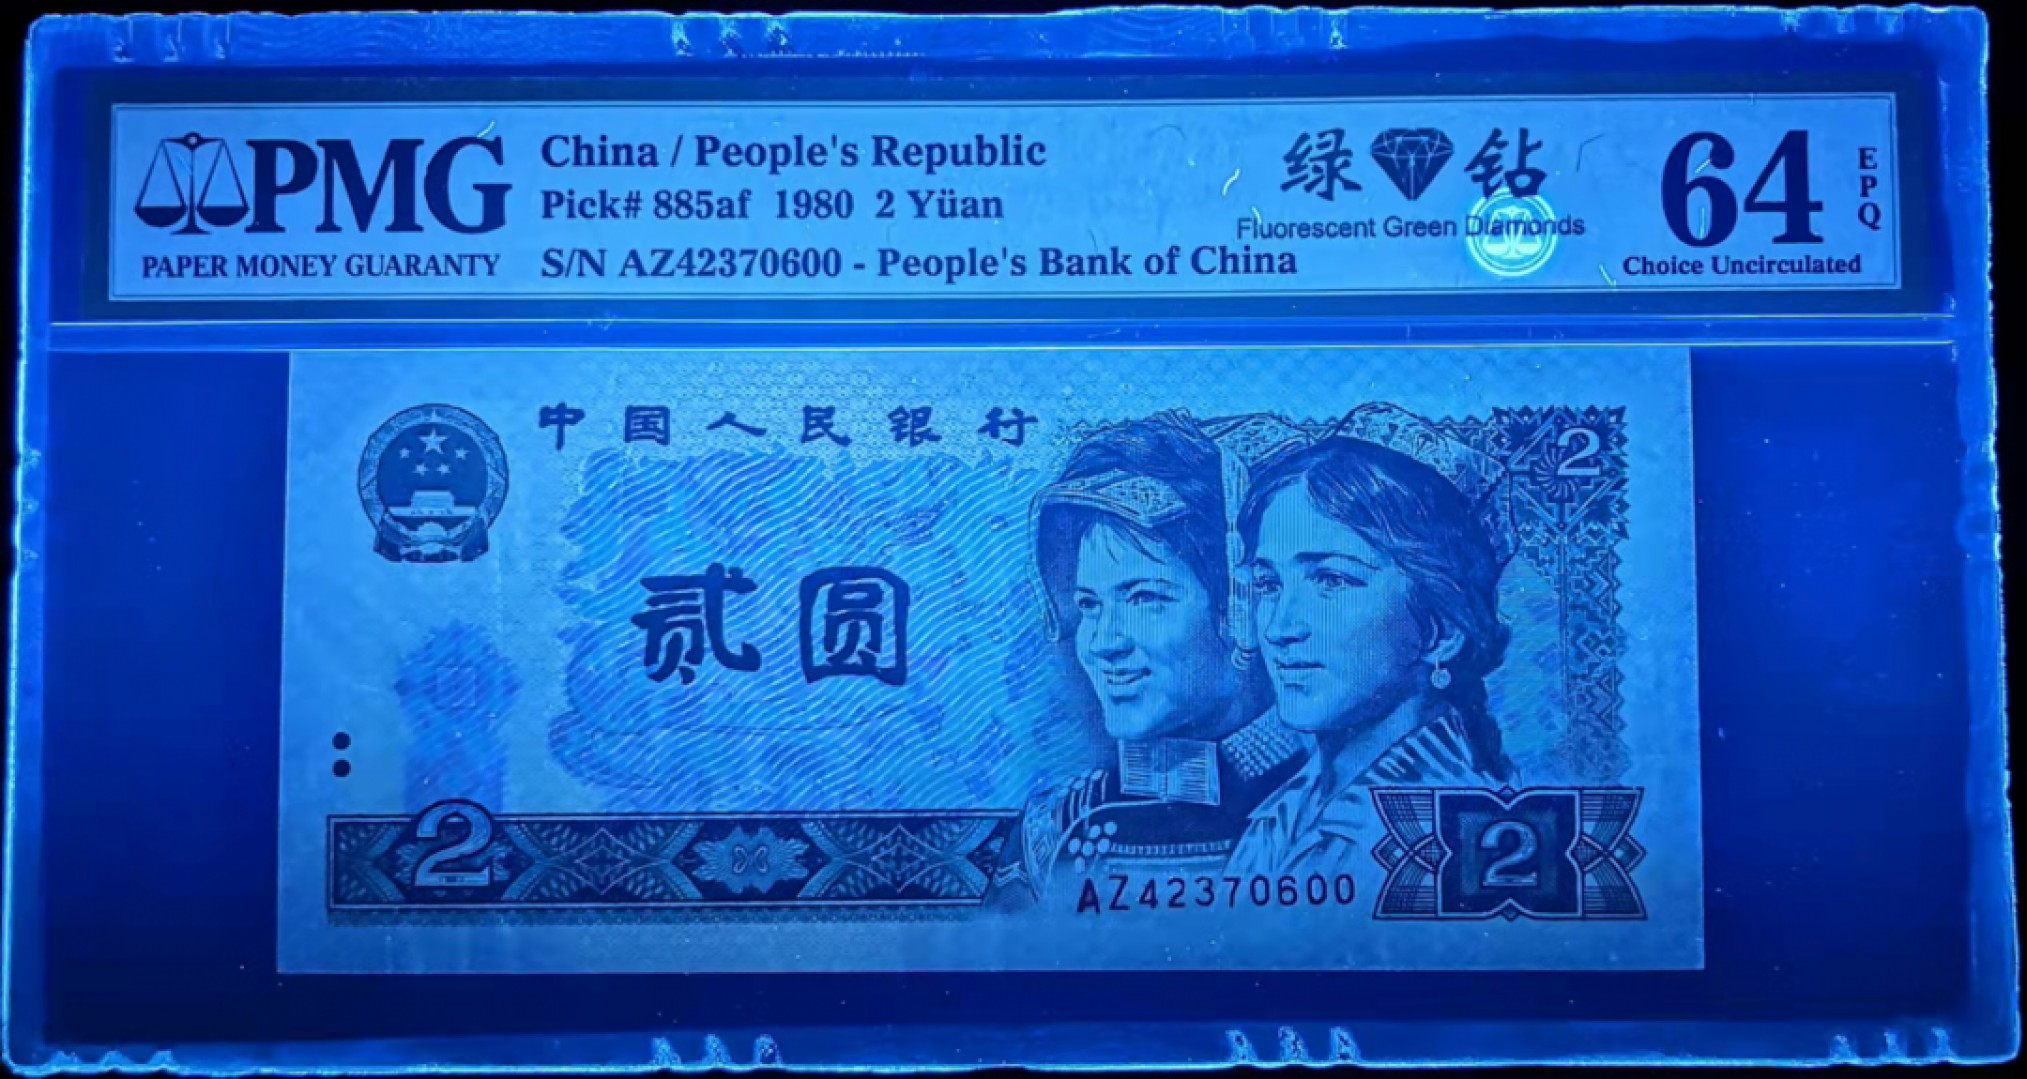 PMG
PAPER MONEY GUARANTY
China / People's Republic
Pick# 885af 1980 2 Yüan
S/N AZ42370600 - People's Bank of China
绿钻
Fluorescent Green Diamonds
64
EPQ
Choice Uncirculated
中国人民银行
2
贰圆
2
AZ42370600
2